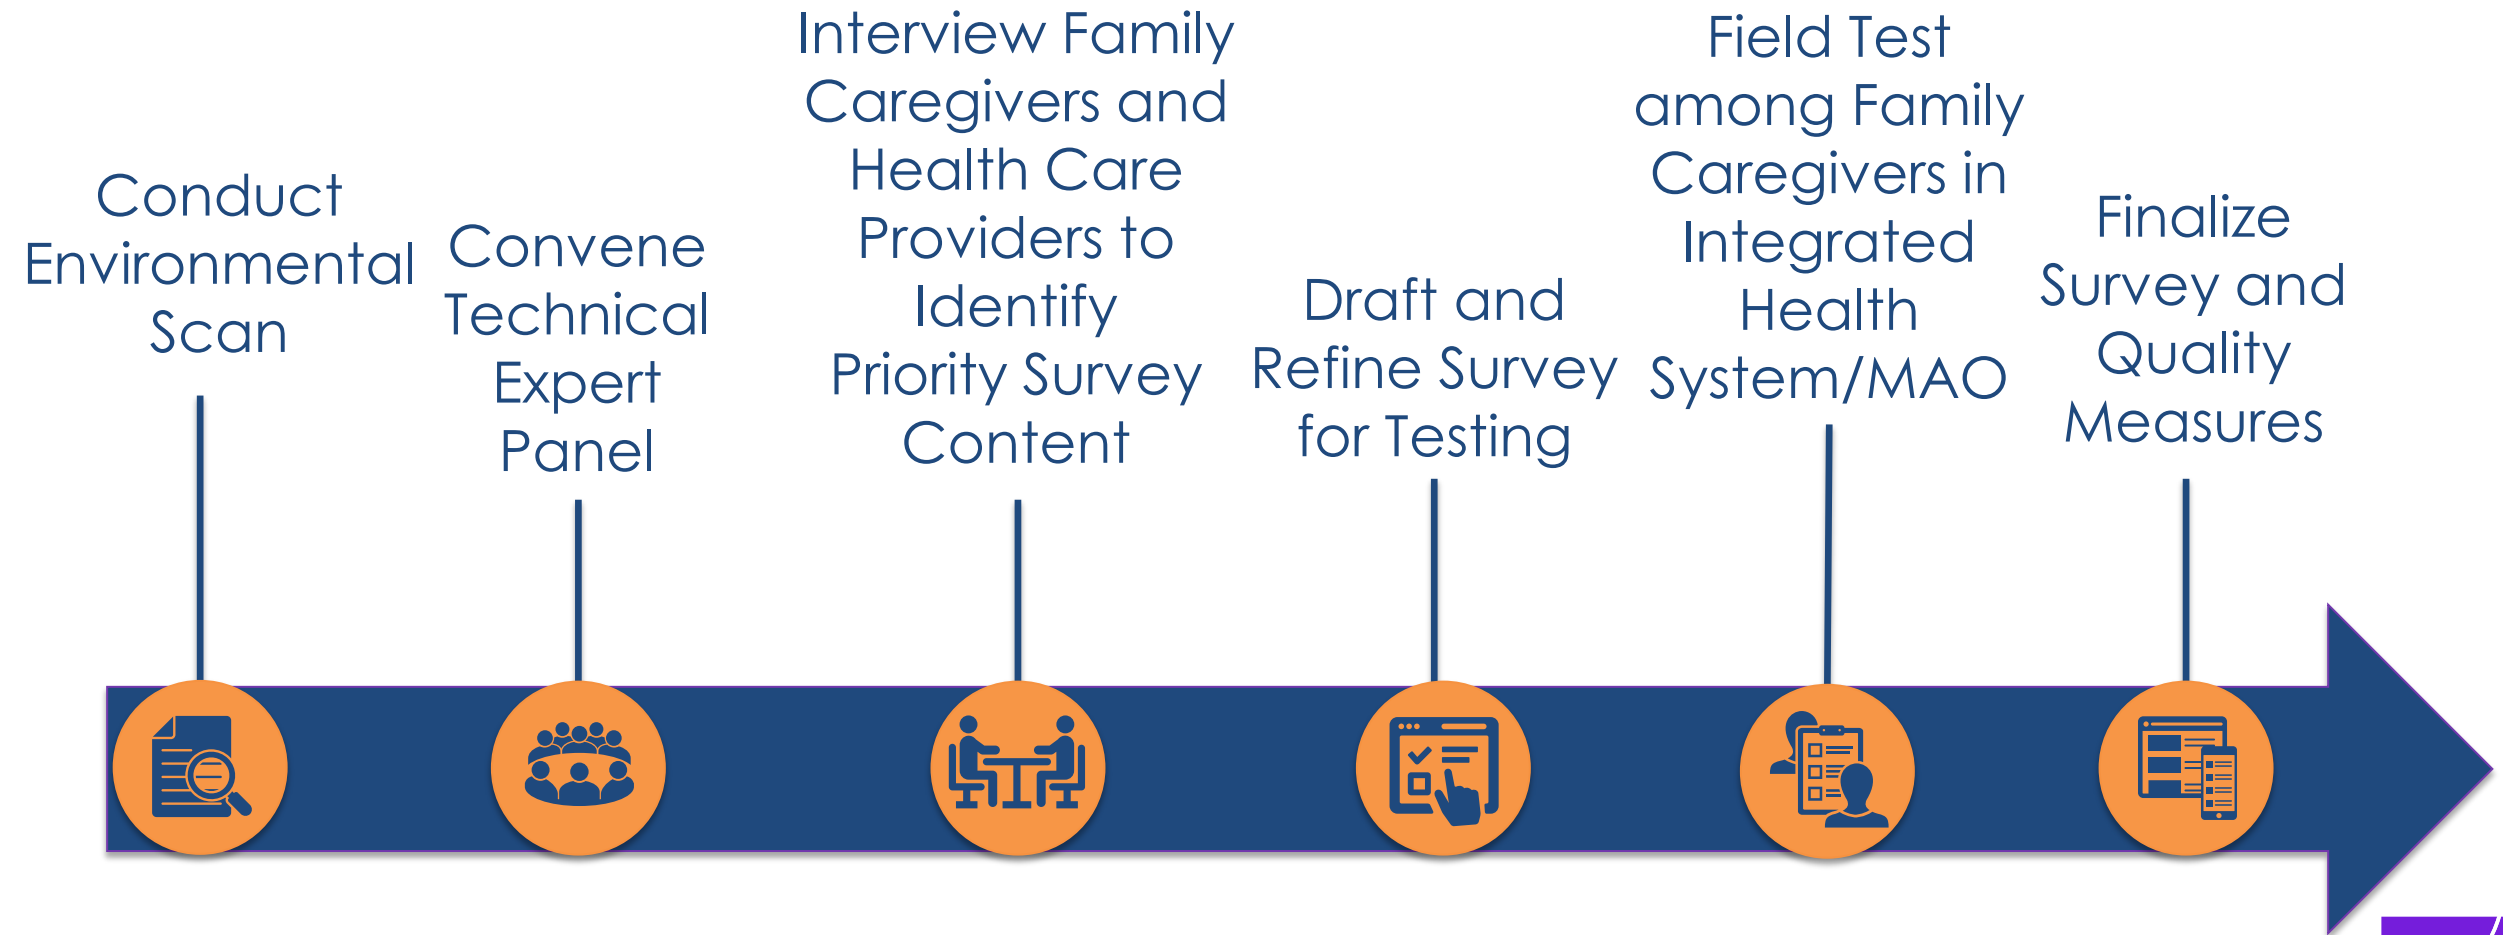 Conduct
Environmental
Scan
Convene
Technical
Expert
Panel
Interview Family
Caregivers and
Health Care
Providers to
Identify
Priority Survey
Content
Draft and
Refine Survey
for Testing
Field Test
among Family
Caregivers in
Integrated
Health
System/MAO
Finalize
Survey and
Quality
Measures